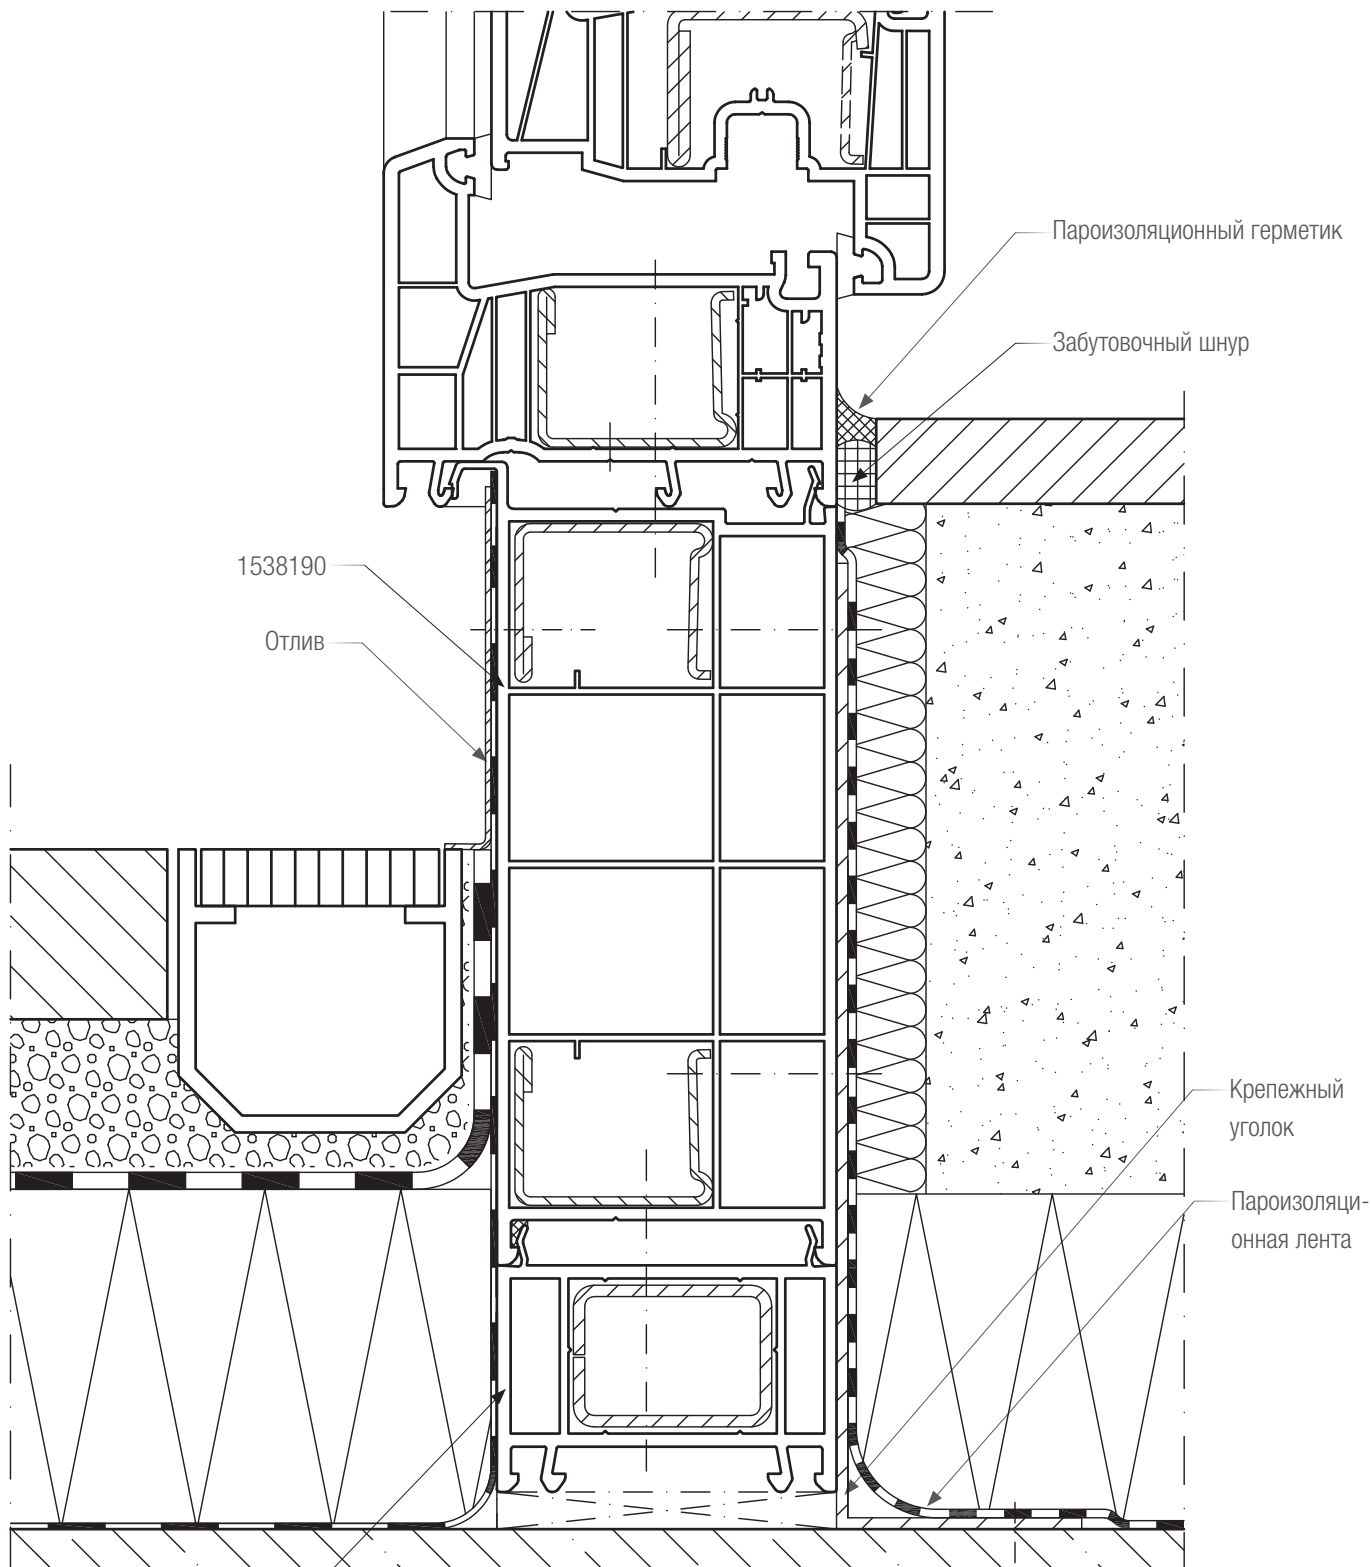 Пароизоляционный герметик
Забутовочный шнур
1538190
Отлив
Крепежный
уголок
Пароизоляци-
онная лента